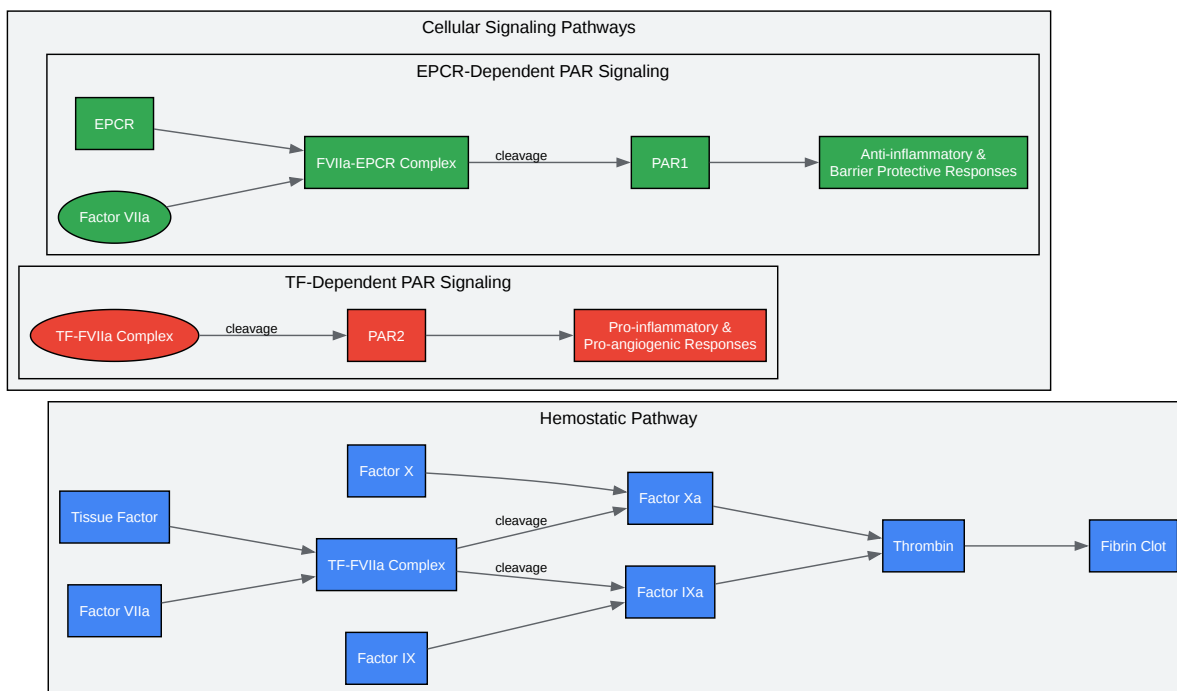 Cellular Signaling Pathways
EPCR-Dependent PAR Signaling
EPCR
Factor VIIa
FVIIa-EPCR Complex
cleavage
PAR1
Anti-inflammatory &
Barrier Protective Responses
TF-Dependent PAR Signaling
TF-FVIIa Complex
cleavage
PAR2
Pro-inflammatory &
Pro-angiogenic Responses
Hemostatic Pathway
Tissue Factor
Factor VIIa
Factor X
TF-FVIIa Complex
Factor IX
cleavage
cleavage
Factor Xa
Factor IXa
Thrombin
Fibrin Clot